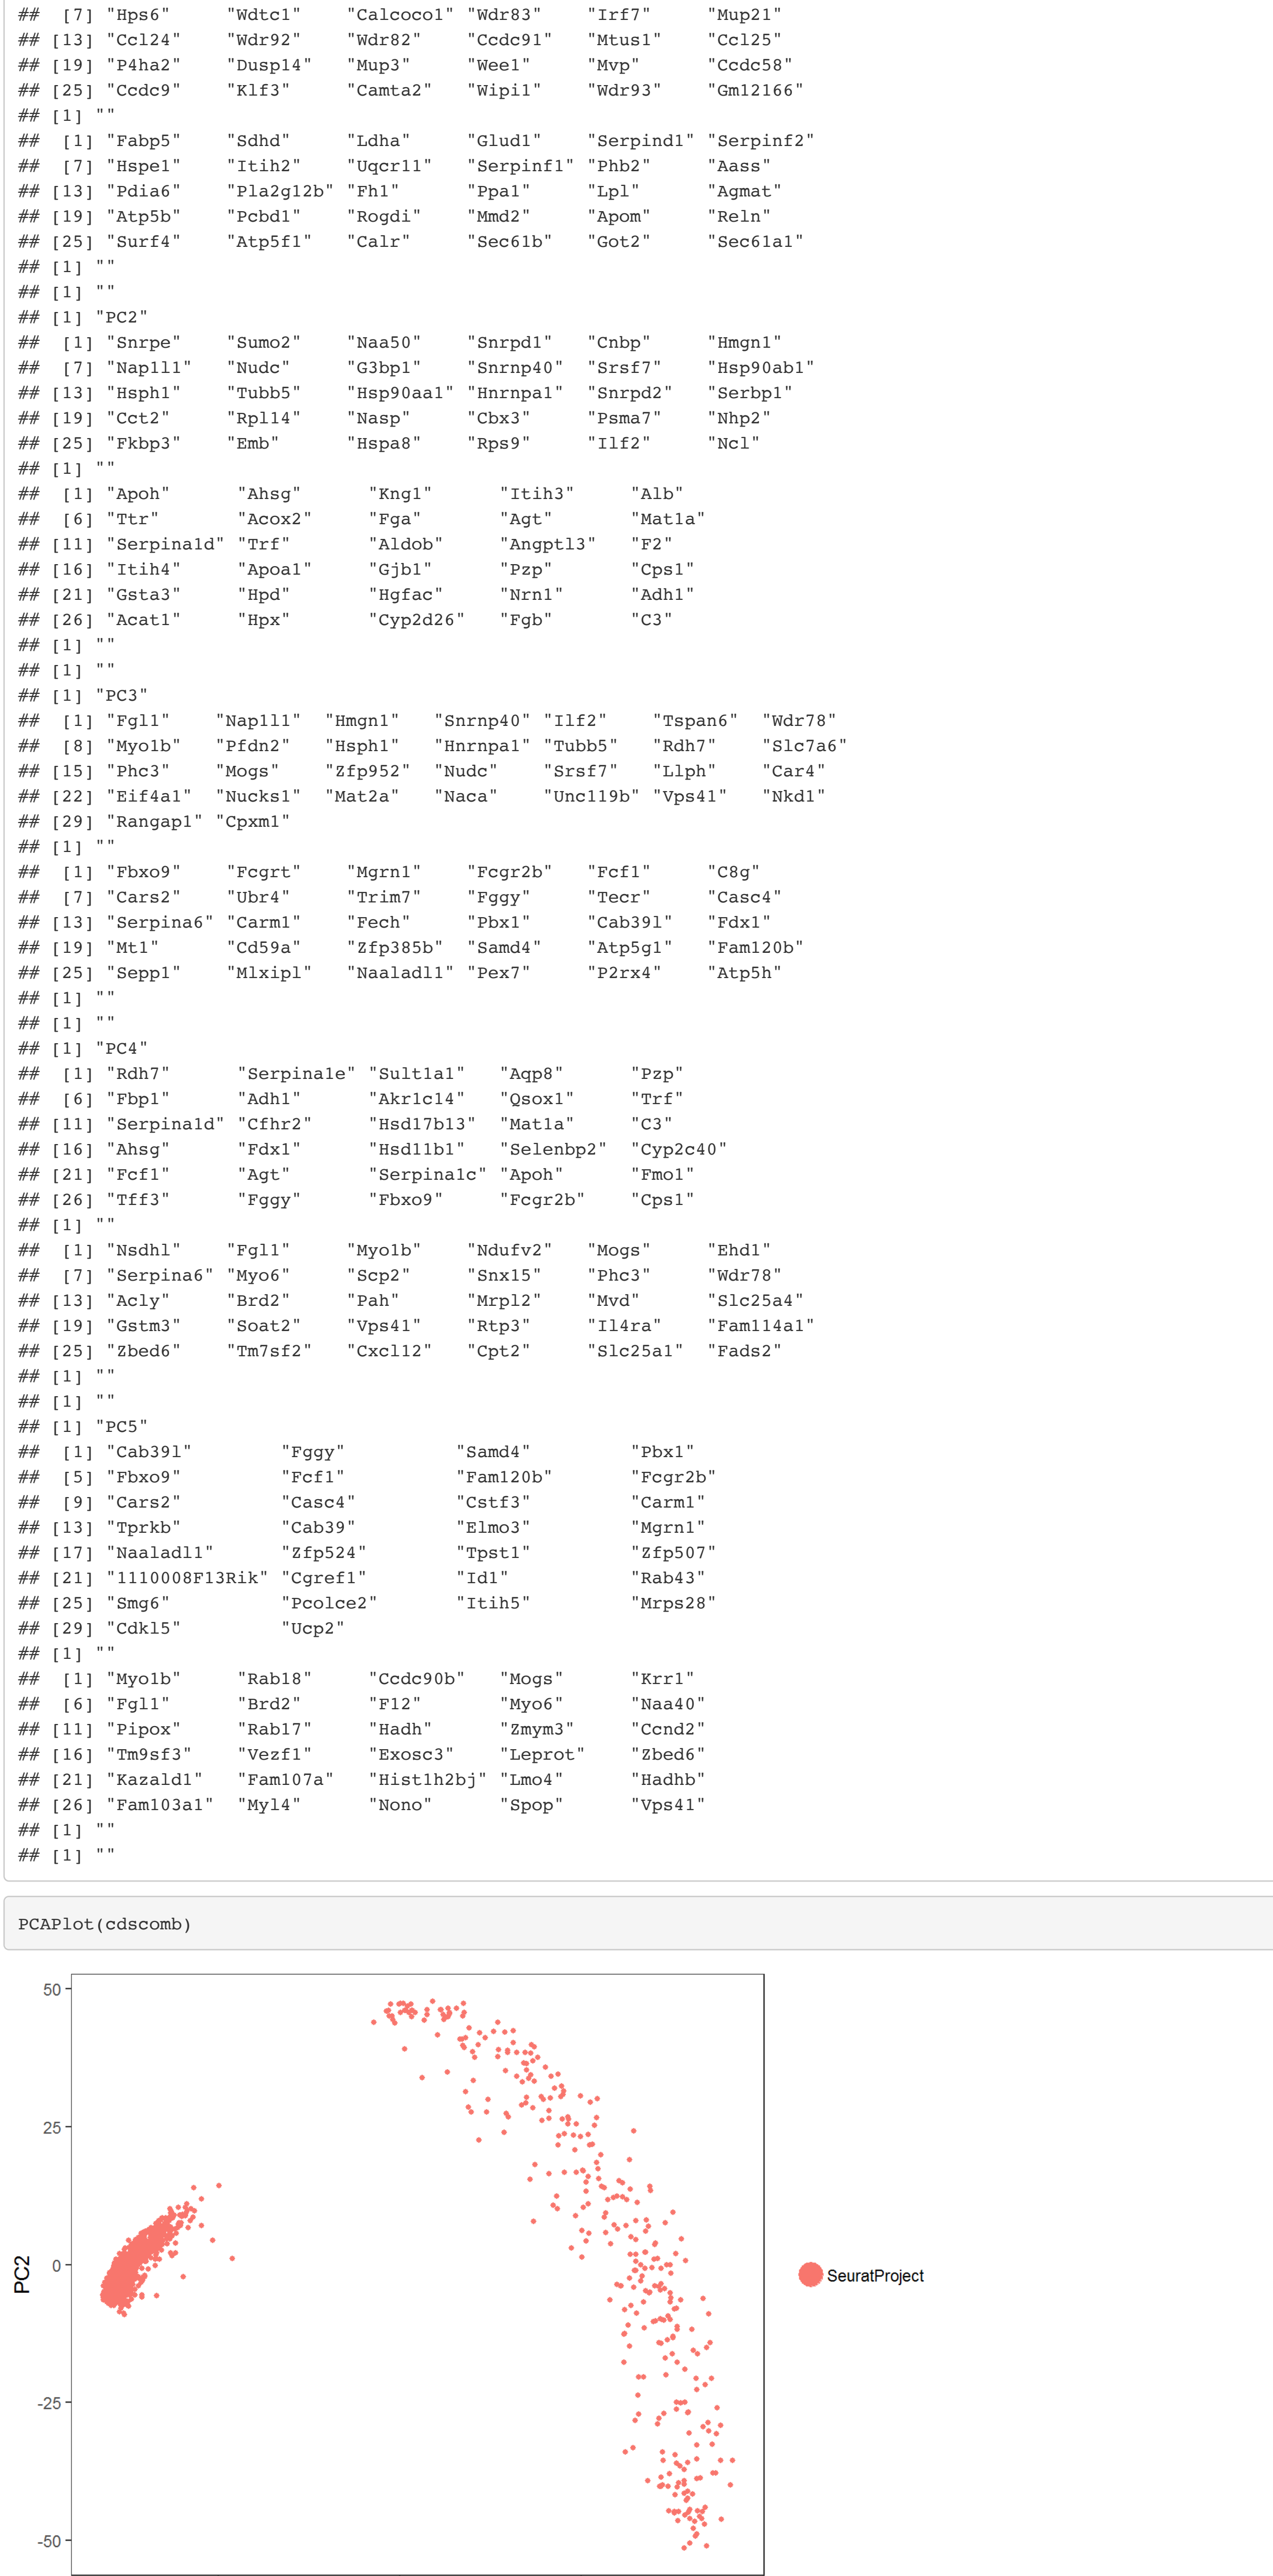 ##  [7] "Hps6"      "Wdtc1"     "Calcoco1"  "Wdr83"     "Irf7"      "Mup21"
## [13] "Ccl24"     "Wdr92"     "Wdr82"     "Ccdc91"    "Mtus1"     "Ccl25"
## [19] "P4ha2"     "Dusp14"    "Mup3"      "Wee1"      "Mvp"       "Ccdc58"
## [25] "Ccdc9"     "Klf3"      "Camta2"    "Wipi1"     "Wdr93"     "Gm12166"
## [1] ""
##  [1] "Fabp5"     "Sdhd"      "Ldha"      "Glud1"     "Serpind1" "Serpinf2"
##  [7] "Hspe1"     "Itih2"     "Uqcr11"    "Serpinf1" "Phb2"      "Aass"
## [13] "Pdia6"     "Pla2g12b" "Fh1"       "Ppa1"      "Lpl"       "Agmat"
## [19] "Atp5b"     "Pcbd1"     "Rogdi"     "Mmd2"      "Apom"      "Reln"
## [25] "Surf4"     "Atp5f1"    "Calr"      "Sec61b"    "Got2"      "Sec61a1"
## [1] ""
## [1] ""
## [1] "PC2"
##  [1] "Snrpe"     "Sumo2"     "Naa50"     "Snrpd1"    "Cnbp"      "Hmgn1"
##  [7] "Nap1l1"    "Nudc"      "G3bp1"     "Snrnp40"   "Srsf7"     "Hsp90ab1"
## [13] "Hsph1"     "Tubb5"     "Hsp90aa1" "Hnrnpa1"   "Snrpd2"    "Serbp1"
## [19] "Cct2"      "Rpl14"     "Nasp"      "Cbx3"      "Psma7"     "Nhp2"
## [25] "Fkbp3"     "Emb"       "Hspa8"     "Rps9"      "Ilf2"      "Ncl"
## [1] ""
##  [1] "Apoh"       "Ahsg"       "Kng1"       "Itih3"      "Alb"
##  [6] "Ttr"        "Acox2"      "Fga"        "Agt"        "Mat1a"
## [11] "Serpina1d" "Trf"        "Aldob"      "Angptl3"    "F2"
## [16] "Itih4"      "Apoa1"      "Gjb1"       "Pzp"        "Cps1"
## [21] "Gsta3"      "Hpd"        "Hgfac"      "Nrn1"       "Adh1"
## [26] "Acat1"      "Hpx"        "Cyp2d26"    "Fgb"        "C3"
## [1] ""
## [1] ""
## [1] "PC3"
##  [1] "Fgl1"     "Nap1l1"   "Hmgn1"    "Snrnp40" "Ilf2"     "Tspan6"   "Wdr78"
##  [8] "Myo1b"    "Pfdn2"    "Hsph1"    "Hnrnpa1" "Tubb5"    "Rdh7"     "Slc7a6"
## [15] "Phc3"     "Mogs"     "Zfp952"   "Nudc"     "Srsf7"    "Llph"     "Car4"
## [22] "Eif4a1"   "Nucks1"   "Mat2a"    "Naca"     "Unc119b" "Vps41"    "Nkd1"
## [29] "Rangap1" "Cpxm1"
## [1] ""
##  [1] "Fbxo9"     "Fcgrt"     "Mgrn1"     "Fcgr2b"    "Fcf1"      "C8g"
##  [7] "Cars2"     "Ubr4"      "Trim7"     "Fggy"      "Tecr"      "Casc4"
## [13] "Serpina6" "Carm1"     "Fech"      "Pbx1"      "Cab39l"    "Fdx1"
## [19] "Mt1"       "Cd59a"     "Zfp385b"   "Samd4"     "Atp5g1"    "Fam120b"
## [25] "Sepp1"     "Mlxipl"    "Naaladl1" "Pex7"      "P2rx4"     "Atp5h"
## [1] ""
## [1] ""
## [1] "PC4"
##  [1] "Rdh7"       "Serpina1e" "Sult1a1"    "Aqp8"       "Pzp"
##  [6] "Fbp1"       "Adh1"       "Akr1c14"    "Qsox1"      "Trf"
## [11] "Serpina1d" "Cfhr2"      "Hsd17b13"   "Mat1a"      "C3"
## [16] "Ahsg"       "Fdx1"       "Hsd11b1"    "Selenbp2"   "Cyp2c40"
## [21] "Fcf1"       "Agt"        "Serpina1c" "Apoh"       "Fmo1"
## [26] "Tff3"       "Fggy"       "Fbxo9"      "Fcgr2b"     "Cps1"
## [1] ""
##  [1] "Nsdhl"     "Fgl1"      "Myo1b"     "Ndufv2"    "Mogs"      "Ehd1"
##  [7] "Serpina6" "Myo6"      "Scp2"      "Snx15"     "Phc3"      "Wdr78"
## [13] "Acly"      "Brd2"      "Pah"       "Mrpl2"     "Mvd"       "Slc25a4"
## [19] "Gstm3"     "Soat2"     "Vps41"     "Rtp3"      "Il4ra"     "Fam114a1"
## [25] "Zbed6"     "Tm7sf2"    "Cxcl12"    "Cpt2"      "Slc25a1"   "Fads2"
## [1] ""
## [1] ""
## [1] "PC5"
##  [1] "Cab39l"         "Fggy"           "Samd4"          "Pbx1"
##  [5] "Fbxo9"          "Fcf1"           "Fam120b"        "Fcgr2b"
##  [9] "Cars2"          "Casc4"          "Cstf3"          "Carm1"
## [13] "Tprkb"          "Cab39"          "Elmo3"          "Mgrn1"
## [17] "Naaladl1"       "Zfp524"         "Tpst1"          "Zfp507"
## [21] "1110008F13Rik" "Cgref1"         "Id1"            "Rab43"
## [25] "Smg6"           "Pcolce2"        "Itih5"          "Mrps28"
## [29] "Cdkl5"          "Ucp2"
## [1] ""
##  [1] "Myo1b"      "Rab18"      "Ccdc90b"    "Mogs"       "Krr1"
##  [6] "Fgl1"       "Brd2"       "F12"        "Myo6"       "Naa40"
## [11] "Pipox"      "Rab17"      "Hadh"       "Zmym3"      "Ccnd2"
## [16] "Tm9sf3"     "Vezf1"      "Exosc3"     "Leprot"     "Zbed6"
## [21] "Kazald1"    "Fam107a"    "Hist1h2bj" "Lmo4"       "Hadhb"
## [26] "Fam103a1"   "Myl4"       "Nono"       "Spop"       "Vps41"
## [1] ""
## [1] ""
PCAPlot(cdscomb)
50
25
0
-25
-50
PC2
SeuratProject